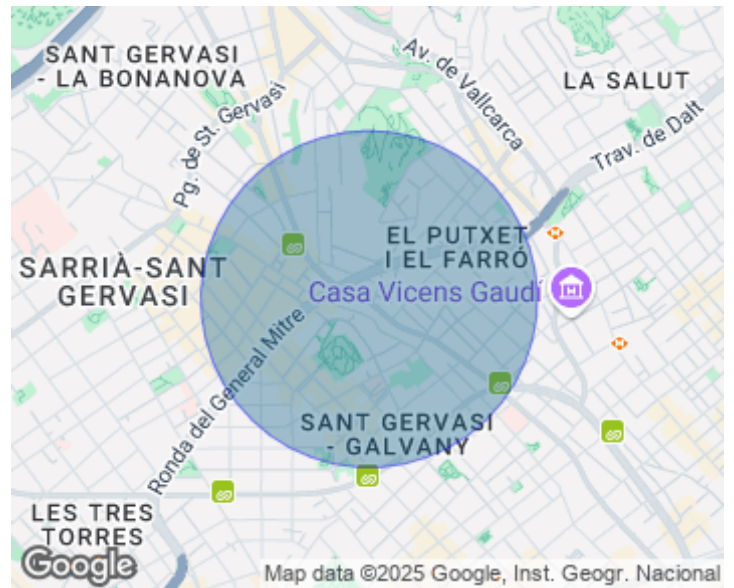 SANT GERVASI
- LA BONANOVA
Av. de Vallcarca
LA SALUT
Pg. de St. Gervasi
Trav. de Dalt
EL PUTXET
I EL FARRÓ
SARRIÀ-SANT
GERVASI
Casa Vicens Gaudí
Ronda del General Mitre
SANT GERVASI
- GALVANY
LES TRES
TORRES
Google
Map data ©2025 Google, Inst. Geogr. Nacional